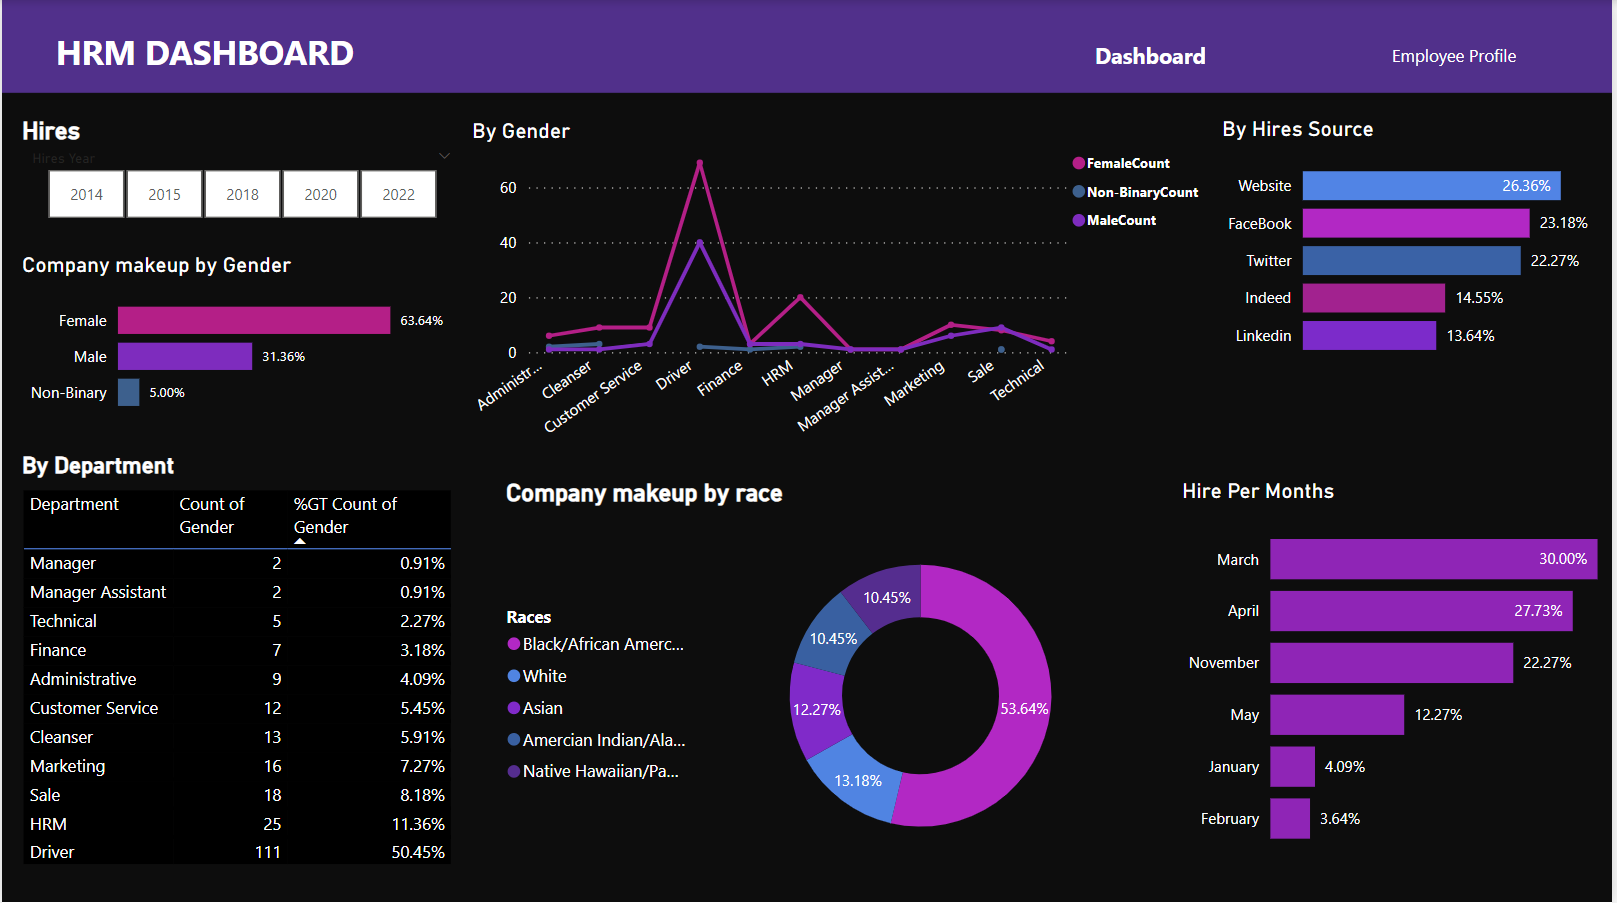 HRM DASHBOARD
Dashboard
Employee Profile
Hires
Hires Year
2014
2015
2018
2020
2022
Company makeup by Gender
Female
63.64%
Male
31.36%
Non-Binary
5.00%
By Gender
60
40
20
0
Administr...
Cleanser
Customer Service
Driver
Finance
HRM
Manager
Manager Assist...
Marketing
Sale
Technical
FemaleCount
Non-BinaryCount
MaleCount
By Hires Source
Website
26.36%
FaceBook
23.18%
Twitter
22.27%
Indeed
14.55%
Linkedin
13.64%
By Department
Department
Count of
Gender
%GT Count of
Gender
Manager 2 0.91%
Manager Assistant 2 0.91%
Technical 5 2.27%
Finance 7 3.18%
Administrative 9 4.09%
Customer Service 12 5.45%
Cleanser 13 5.91%
Marketing 16 7.27%
Sale 18 8.18%
HRM 25 11.36%
Driver 111 50.45%
Company makeup by race
Races
Black/African Amerc...
White
Asian
Amercian Indian/Ala...
Native Hawaiian/Pa...
10.45%
10.45%
12.27%
13.18%
53.64%
Hire Per Months
March
30.00%
April
27.73%
November
22.27%
May
12.27%
January
4.09%
February
3.64%